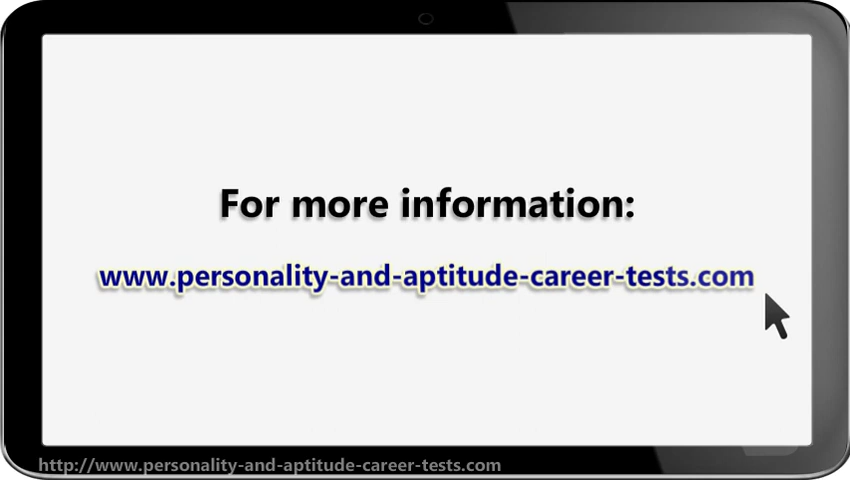 For more information:
www.personality-and-aptitude-career-tests.com
http://www.personality-and-aptitude-career-tests.com